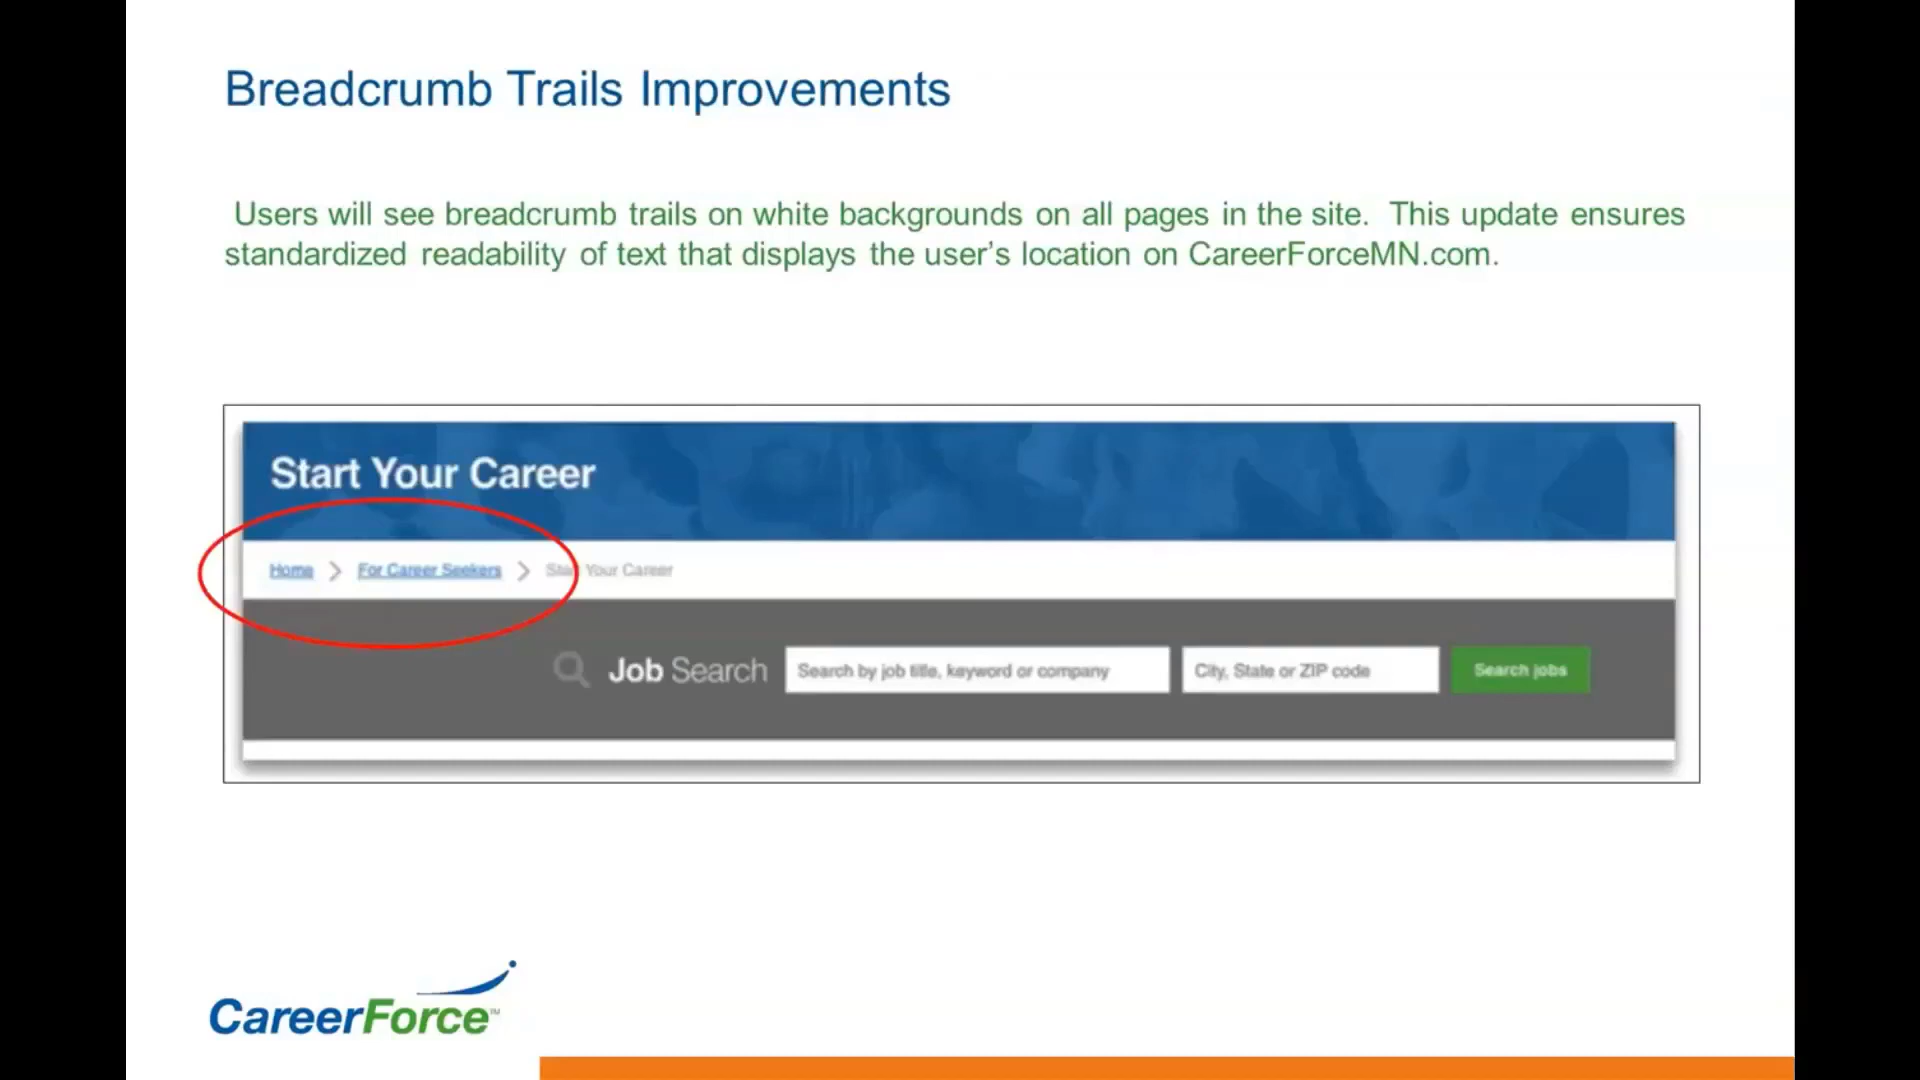 Breadcrumb Trails Improvements
Users will see breadcrumb trails on white backgrounds on all pages in the site. This update ensures
standardized readability of text that displays the user’s location on CareerForceMN.com.
Start Your Career
Home > For Career Seekers > Start Your Career
Job Search Search by job title, keyword or company City, State or ZIP code Search jobs
CareerForce™